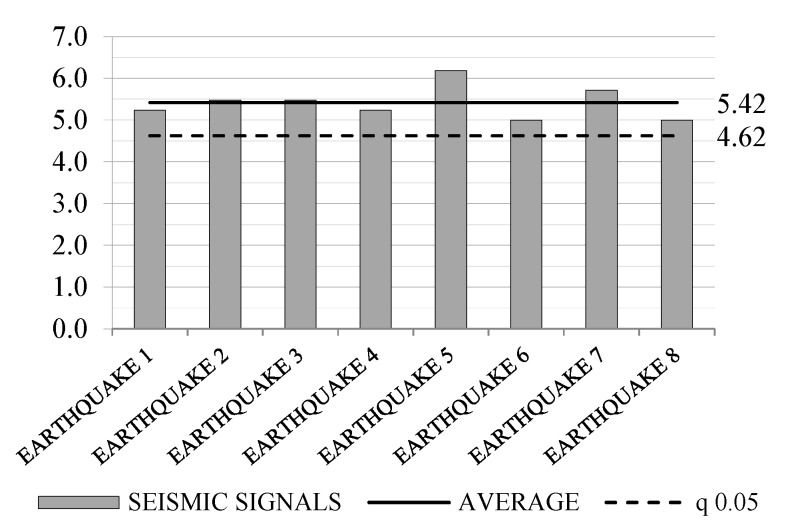 7.0
6.0
5.0
4.0
3.0
2.0
1.0
0.0
5.42
4.62
EARTHQUAKE 1
EARTHQUAKE 2
EARTHQUAKE 3
EARTHQUAKE 4
EARTHQUAKE 5
EARTHQUAKE 6
EARTHQUAKE 7
EARTHQUAKE 8
SEISMIC SIGNALS
AVERAGE
q 0.05